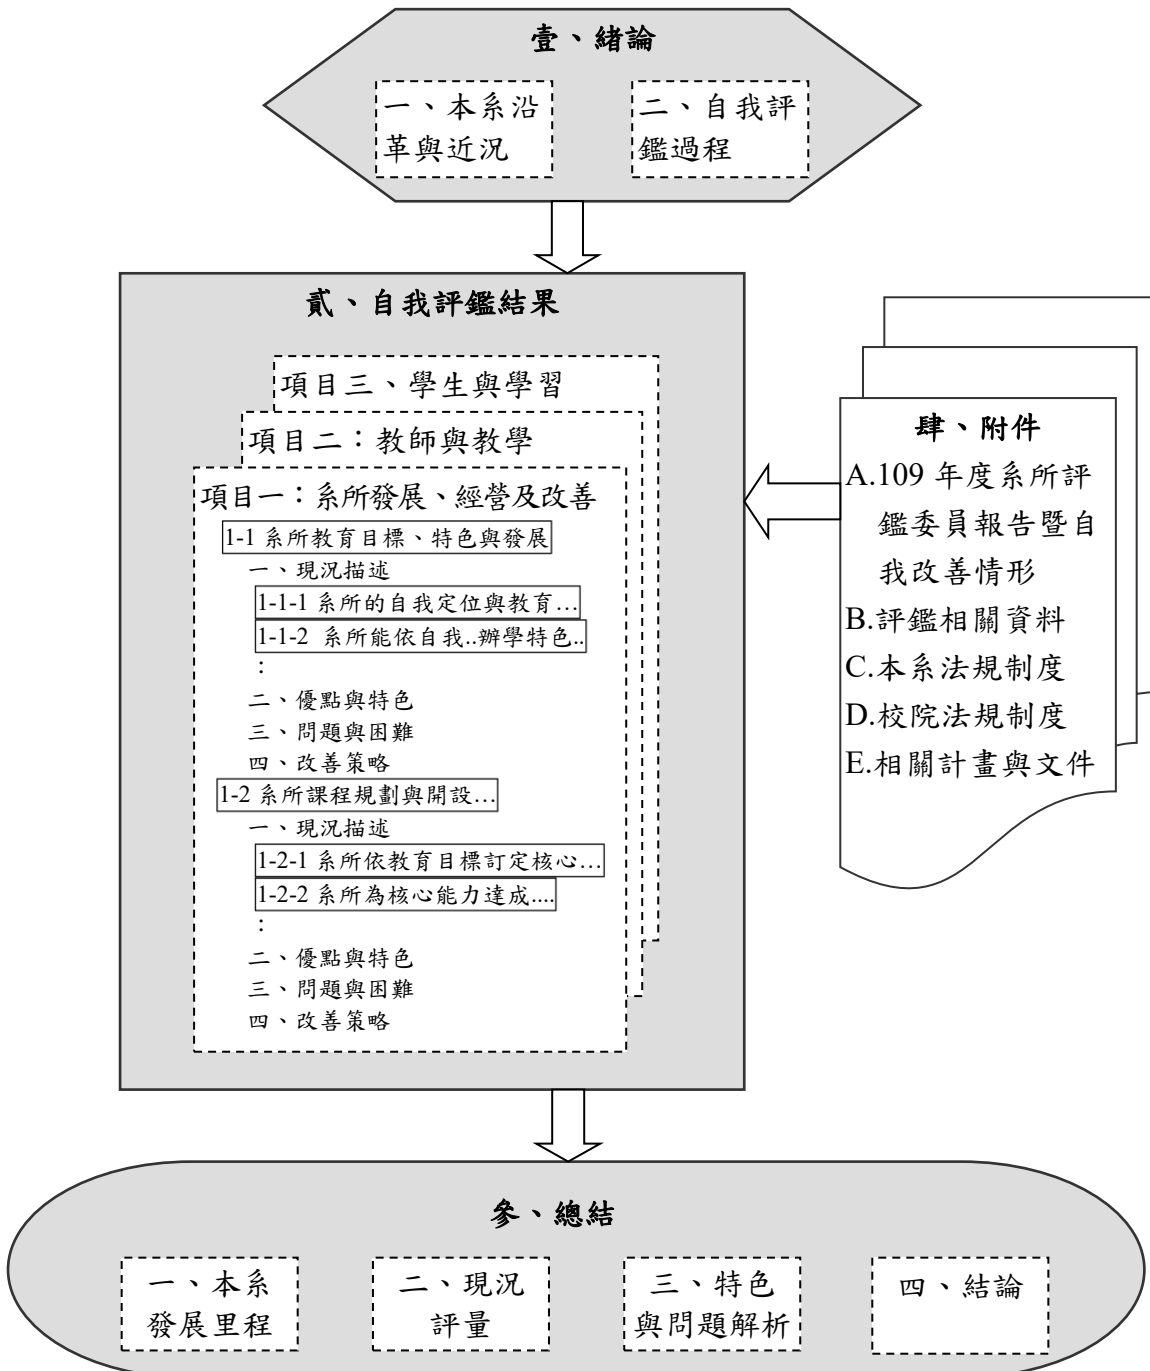 壹、緒論
一、本系沿
革與近況
二、自我評
鑑過程
貳、自我評鑑結果
項目三、學生與學習
項目二：教師與教學
項目一：系所發展、經營及改善
1-1 系所教育目標、特色與發展
一、現況描述
1-1-1 系所的自我定位與教育…
1-1-2 系所能依自我..辦學特色..
：
二、優點與特色
三、問題與困難
四、改善策略
1-2 系所課程規劃與開設…
一、現況描述
1-2-1 系所依教育目標訂定核心…
1-2-2 系所為核心能力達成....
：
二、優點與特色
三、問題與困難
四、改善策略
肆、附件
A.109 年度系所評
鑑委員報告暨自
我改善情形
B.評鑑相關資料
C.本系法規制度
D.校院法規制度
E.相關計畫與文件
參、總結
一、本系
發展里程
二、現況
評量
三、特色
與問題解析
四、結論